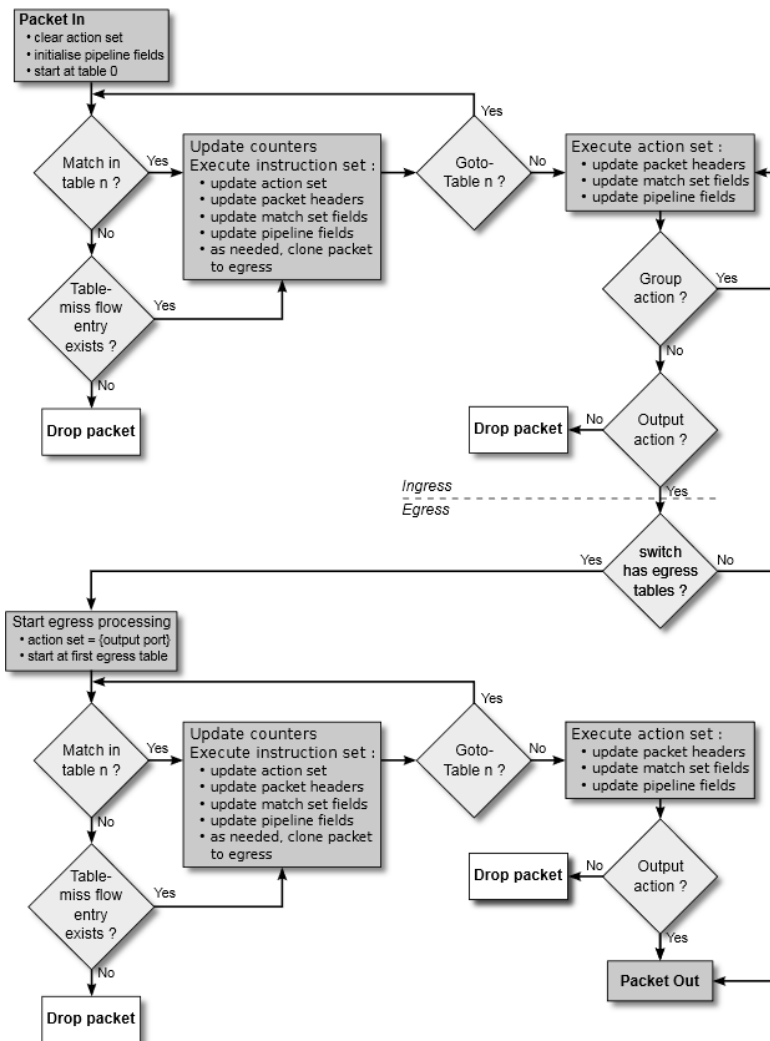 Packet In
• clear action set
• initialise pipeline fields
• start at table 0
Yes
Match in
table n ?
Yes
Update counters
Execute instruction set :
• update action set
• update packet headers
• update match set fields
• update pipeline fields
• as needed, clone packet
to egress
Goto-
Table n ?
No
Execute action set :
• update packet headers
• update match set fields
• update pipeline fields
No
Table-
miss flow
entry
exists ?
Yes
No
Drop packet
Group
action ?
Yes
No
Output
action ?
No
Drop packet
Yes
Ingress
Egress
switch
has egress
tables ?
Yes
No
Start egress processing
• action set = {output port}
• start at first egress table
Yes
Match in
table n ?
Yes
Update counters
Execute instruction set :
• update action set
• update packet headers
• update match set fields
• update pipeline fields
• as needed, clone packet
to egress
Goto-
Table n ?
No
Execute action set :
• update packet headers
• update match set fields
• update pipeline fields
No
Table-
miss flow
entry
exists ?
Yes
No
Drop packet
Output
action ?
No
Drop packet
Yes
Packet Out